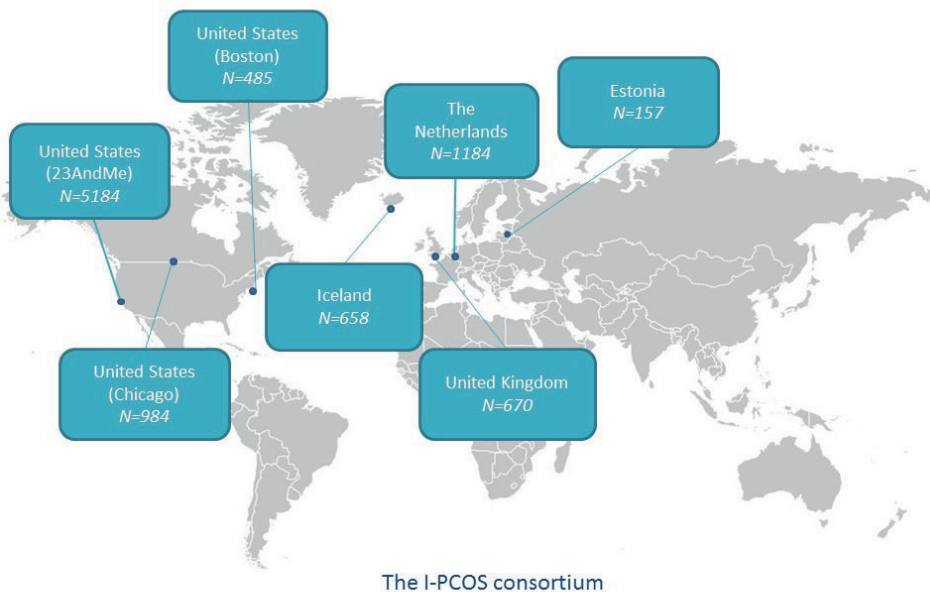 United States
(Boston)
N=485
The
Netherlands
N=1184
Estonia
N=157
United States
(23AndMe)
N=5184
Iceland
N=658
United States
(Chicago)
N=984
United Kingdom
N=670
The I-PCOS consortium